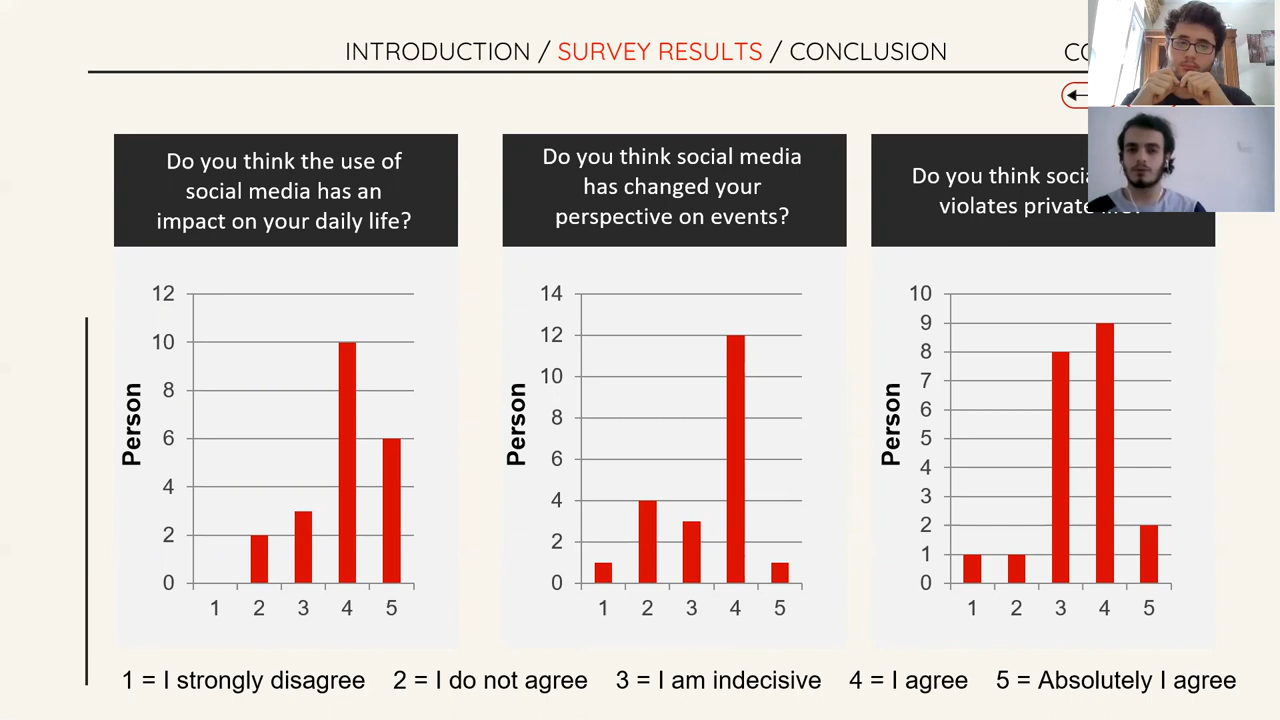 INTRODUCTION / SURVEY RESULTS / CONCLUSION
Do you think the use of
social media has an
impact on your daily life?
12
10
8
6
4
2
0
Person
1 2 3 4 5
Do you think social media
has changed your
perspective on events?
14
12
10
8
6
4
2
0
Person
1 2 3 4 5
Do you think
violates private
10
9
8
7
6
5
4
3
2
1
0
Person
1 2 3 4 5
1 = I strongly disagree 2 = I do not agree 3 = I am indecisive 4 = I agree 5 = Absolutely I agree